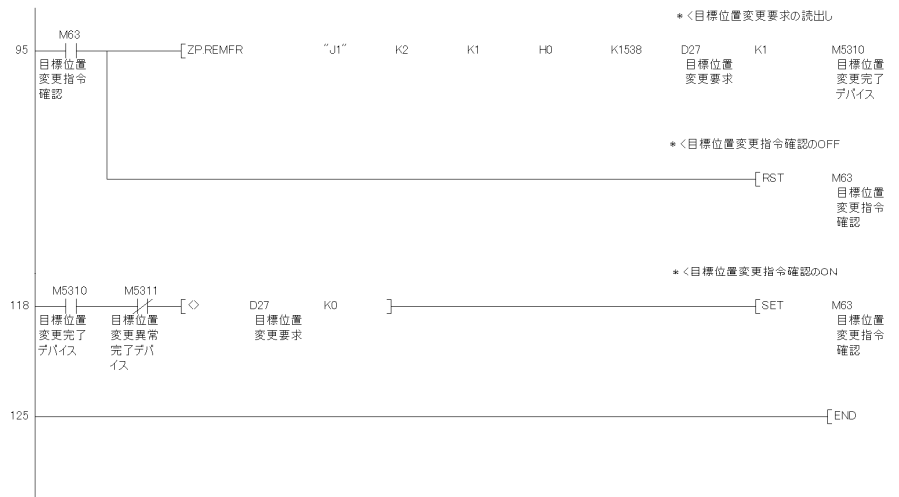 *<目標位置変更要求の読出し
M63
95 ZP.REMFR "J1" K2 K1 H0 K1538 D27 K1 M5310
目標位置 目標位置 目標位置
変更指令 変更要求 変更完了
確認 デバイス
*<目標位置変更指令確認のOFF
RST M63
目標位置
変更指令
確認
*<目標位置変更指令確認のON
M5310 M5311
118 <> D27 K0 SET M63
目標位置 目標位置 目標位置 目標位置
変更完了 変更異常 変更要求 変更指令
デバイス 完了デバ 確認
イス
125 END